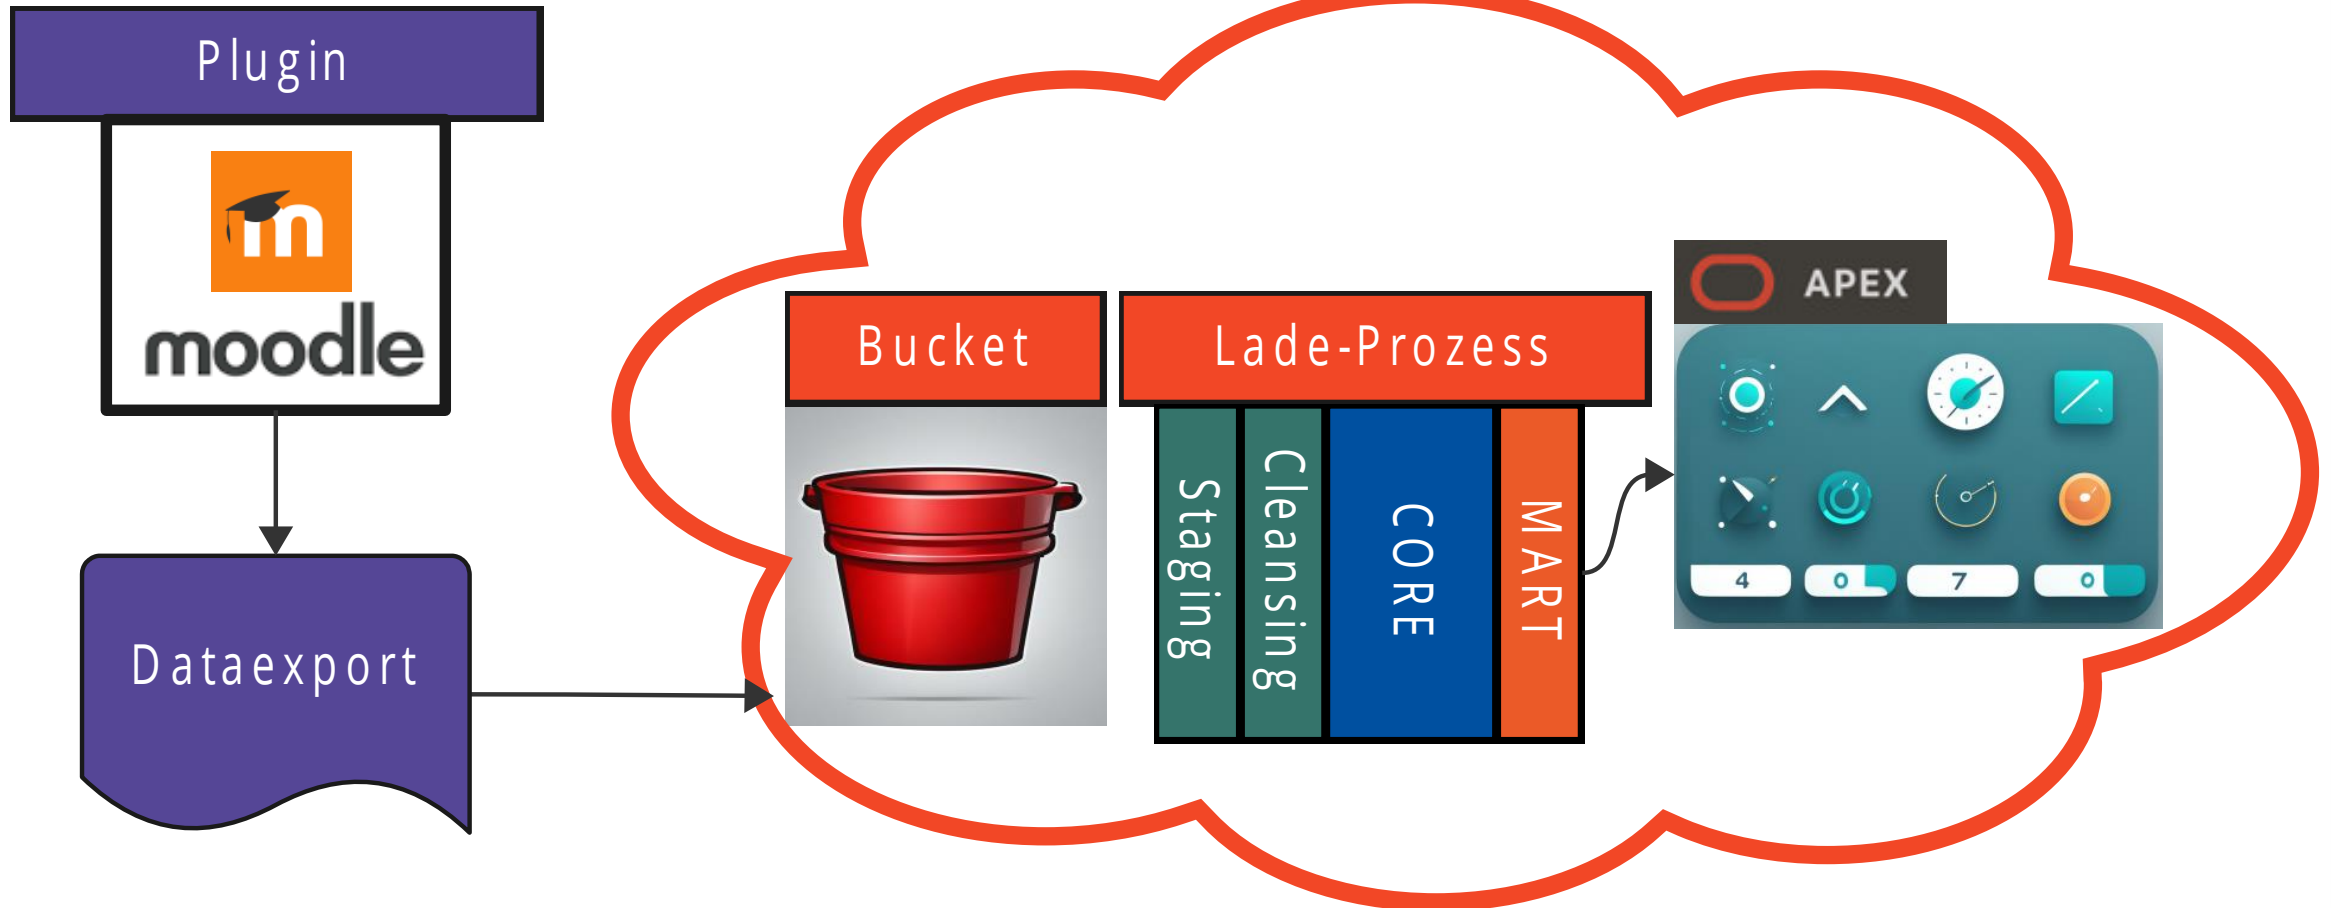 Plugin
m
moodle
Dataexport
Bucket
Lade-Prozess
Staging
Cleansing
CORE
MART
APEX
4
0
7
0